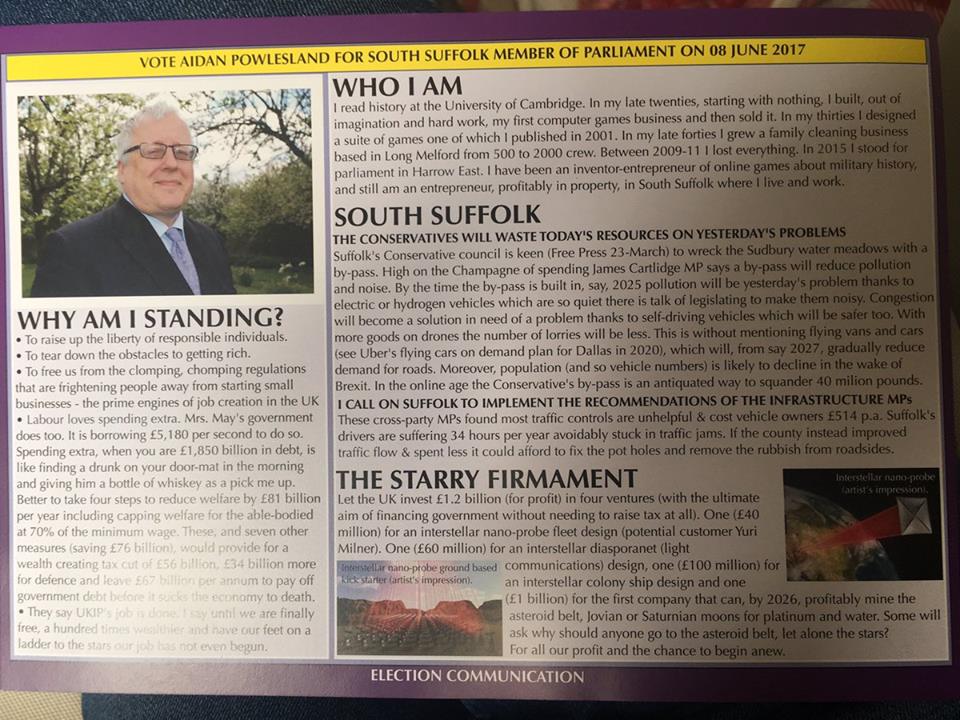 VOTE AIDAN POWLESLAND FOR SOUTH SUFFOLK MEMBER OF PARLIAMENT ON 08 JUNE 2017
WHY AM I STANDING?
• To raise up the liberty of responsible individuals.
• To tear down the obstacles to getting rich.
• To free us from the clomping, chomping regulations
that are frightening people away from starting small
businesses - the prime engines of job creation in the UK
• Labour loves spending extra. Mrs. May's government
does too. It is borrowing £5,180 per second to do so.
Spending extra, when you are £1,850 billion in debt, is
like finding a drunk on your door-mat in the morning
and giving him a bottle of whiskey as a pick me up.
Better to take four steps to reduce welfare by £81 billion
per year including capping welfare for the able-bodied
at 70% of the minimum wage. These, and seven other
measures (saving £76 billion), would provide for a
wealth creating tax cut of £56 billion, £34 billion more
for defence and leave £67 billion per annum to pay off
government debt before it sucks the economy to death.
• They say UKIP's job is done. I say until we are finally
free, a hundred times wealthier and have our feet on a
ladder to the stars our job has not even begun.
WHO I AM
I read history at the University of Cambridge. In my late twenties, starting with nothing, I built, out of
imagination and hard work, my first computer games business and then sold it. In my thirties I designed
a suite of games one of which I published in 2001. In my late forties I grew a family cleaning business
based in Long Melford from 500 to 2000 crew. Between 2009-11 I lost everything. In 2015 I stood for
parliament in Harrow East. I have been an inventor-entrepreneur of online games about military history,
and still am an entrepreneur, profitably in property, in South Suffolk where I live and work.
SOUTH SUFFOLK
THE CONSERVATIVES WILL WASTE TODAY'S RESOURCES ON YESTERDAY'S PROBLEMS
Suffolk's Conservative council is keen (Free Press 23-March) to wreck the Sudbury water meadows with a
by-pass. High on the Champagne of spending James Cartlidge MP says a by-pass will reduce pollution
and noise. By the time the by-pass is built in, say, 2025 pollution will be yesterday's problem thanks to
electric or hydrogen vehicles which are so quiet there is talk of legislating to make them noisy. Congestion
will become a solution in need of a problem thanks to self-driving vehicles which will be safer too. With
more goods on drones the number of lorries will be less. This is without mentioning flying vans and cars
(see Uber's flying cars on demand plan for Dallas in 2020), which will, from say 2027, gradually reduce
demand for roads. Moreover, population (and so vehicle numbers) is likely to decline in the wake of
Brexit. In the online age the Conservative's by-pass is an antiquated way to squander 40 milion pounds.
I CALL ON SUFFOLK TO IMPLEMENT THE RECOMMENDATIONS OF THE INFRASTRUCTURE MPs
These cross-party MPs found most traffic controls are unhelpful & cost vehicle owners £514 p.a. Suffolk's
drivers are suffering 34 hours per year avoidably stuck in traffic jams. If the county instead improved
traffic flow & spent less it could afford to fix the pot holes and remove the rubbish from roadsides.
THE STARRY FIRMAMENT
Let the UK invest £1.2 billion (for profit) in four ventures (with the ultimate
aim of financing government without needing to raise tax at all). One (£40
million) for an interstellar nano-probe fleet design (potential customer Yuri
Milner). One (£60 million) for an interstellar diasporanet (light
communications) design, one (£100 million) for
an interstellar colony ship design and one
(£1 billion) for the first company that can, by 2026, profitably mine the
asteroid belt, Jovian or Saturnian moons for platinum and water. Some will
ask why should anyone go to the asteroid belt, let alone the stars?
For all our profit and the chance to begin anew.
Interstellar nano-probe
(artist's impression).
Interstellar nano-probe ground based
kick starter (artist's impression).
ELECTION COMMUNICATION